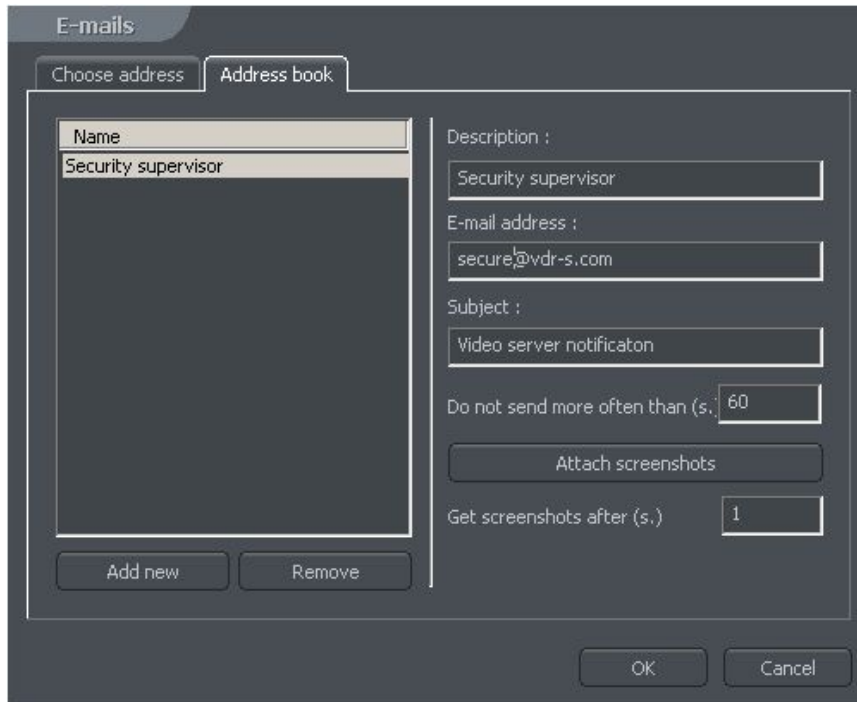 E-mails
Choose address
Address book
Name
Security supervisor
Description :
Security supervisor
E-mail address :
secure@vdr-s.com
Subject :
Video server notificaton
Do not send more often than (s.)
60
Attach screenshots
Get screenshots after (s.)
1
Add new
Remove
OK
Cancel